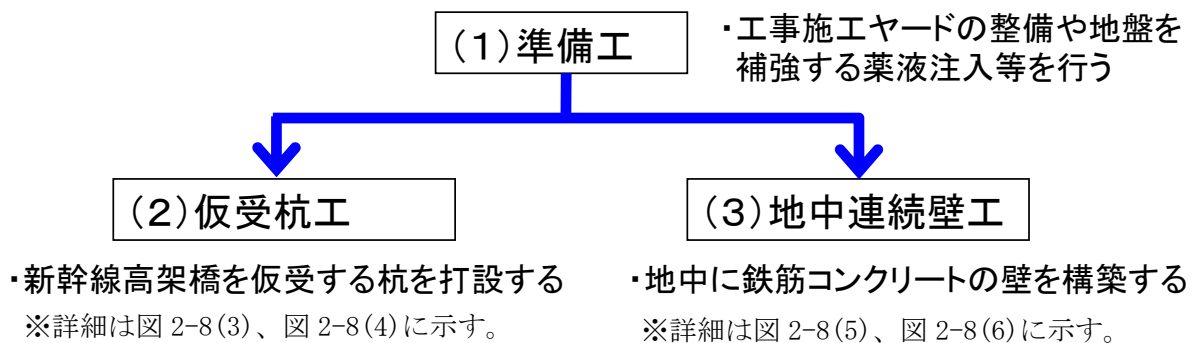 （1）準備工
・工事施工ヤードの整備や地盤を
補強する薬液注入等を行う
（2）仮受杭工
（3）地中連続壁工
・新幹線高架橋を仮受する杭を打設する
※詳細は図 2-8(3)、図 2-8(4)に示す。
・地中に鉄筋コンクリートの壁を構築する
※詳細は図 2-8(5)、図 2-8(6)に示す。